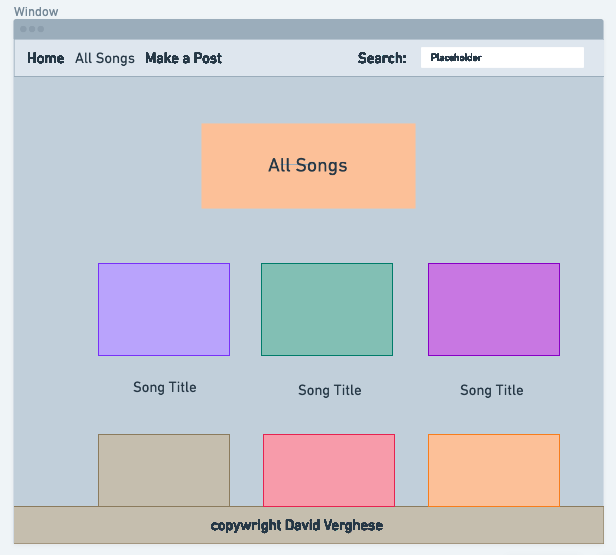 Window
Home All Songs Make a Post Search: Placeholder
All Songs
Song Title Song Title Song Title
copywright David Verghese